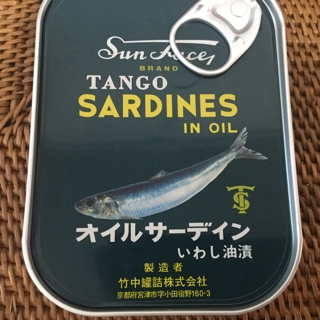 Sun Face
BRAND
TANGO
SARDINES
IN OIL
オイルサーディン
いわし油漬
製造者
竹中罐詰株式会社
京都府宮津市字小田宿野160-3